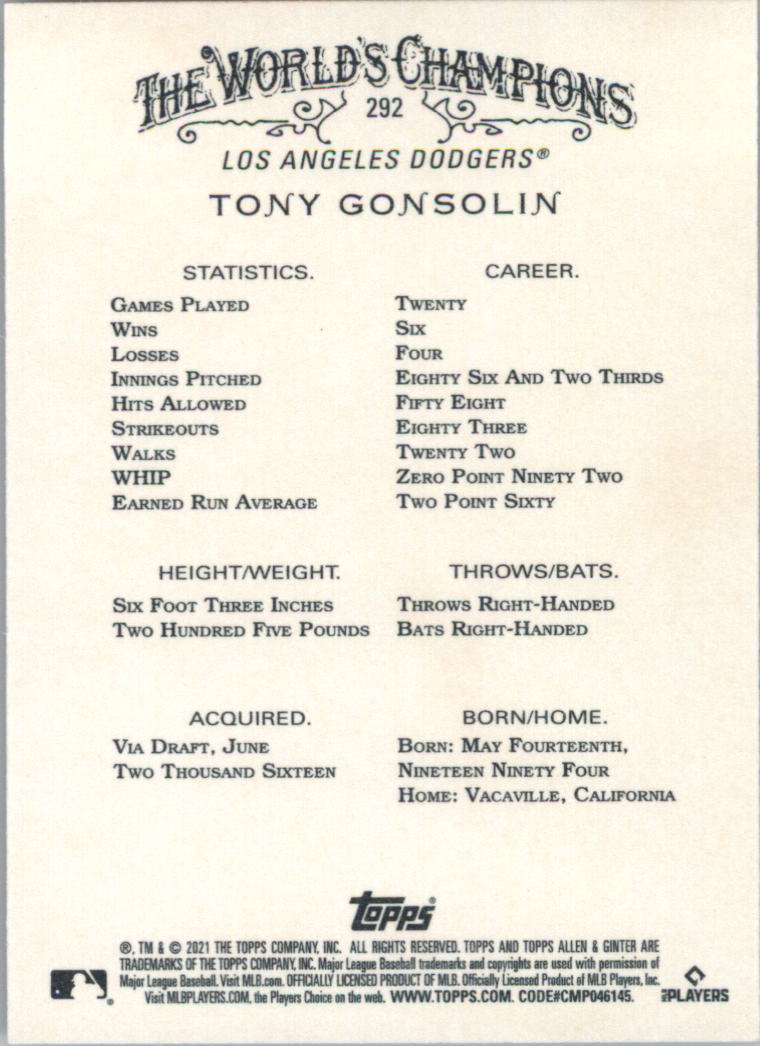 THE WORLD'S CHAMPIONS
292
LOS ANGELES DODGERS®
TONY GONSOLIN
STATISTICS. CAREER.
GAMES PLAYED TWENTY
WINS SIX
LOSSES FOUR
INNINGS PITCHED EIGHTY SIX AND TWO THIRDS
HITS ALLOWED FIFTY EIGHT
STRIKEOUTS EIGHTY THREE
WALKS TWENTY TWO
WHIP ZERO POINT NINETY TWO
EARNED RUN AVERAGE TWO POINT SIXTY
HEIGHT/WEIGHT. THROWS/BATS.
SIX FOOT THREE INCHES THROWS RIGHT-HANDED
TWO HUNDRED FIVE POUNDS BATS RIGHT-HANDED
ACQUIRED. BORN/HOME.
VIA DRAFT, JUNE BORN: MAY FOURTEENTH,
TWO THOUSAND SIXTEEN NINETEEN NINETY FOUR
HOME: VACAVILLE, CALIFORNIA
topps®
®, TM & © 2021 THE TOPPS COMPANY, INC. ALL RIGHTS RESERVED. TOPPS AND TOPPS ALLEN & GINTER ARE
TRADEMARKS OF THE TOPPS COMPANY, INC. Major League Baseball trademarks and copyrights are used with permission of
Major League Baseball. Visit MLB.com. OFFICIALLY LICENSED PRODUCT OF MLB. Officially Licensed Product of MLB Players, Inc.
Visit MLBPLAYERS.COM, the Players Choice on the web. WWW.TOPPS.COM. CODE#CMP046145.
MLB PLAYERS